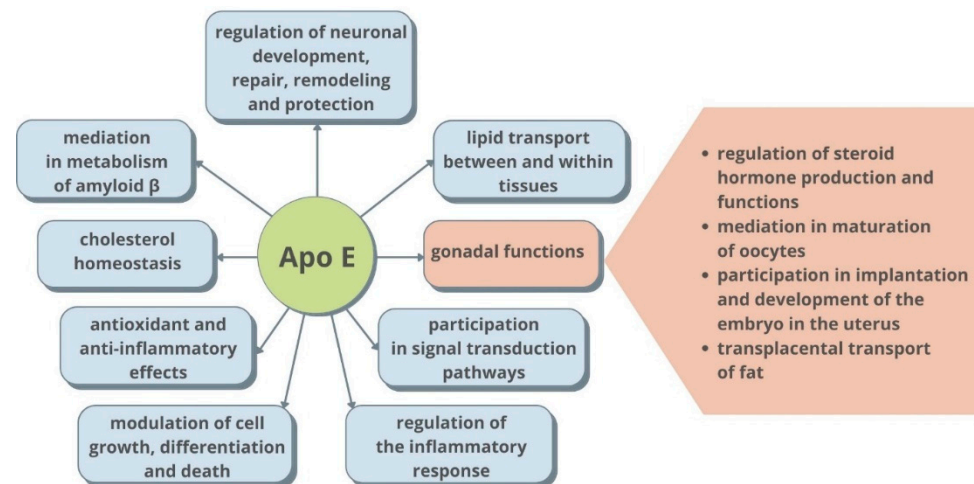 regulation of neuronal
development,
repair, remodeling
and protection
mediation
in metabolism
of amyloid β
lipid transport
between and within
tissues
cholesterol
homeostasis
Apo E
gonadal functions
antioxidant and
anti-inflammatory
effects
participation
in signal transduction
pathways
modulation of cell
growth, differentiation
and death
regulation of
the inflammatory
response
• regulation of steroid
hormone production and
functions
• mediation in maturation
of oocytes
• participation in implantation
and development of the
embryo in the uterus
• transplacental transport
of fat